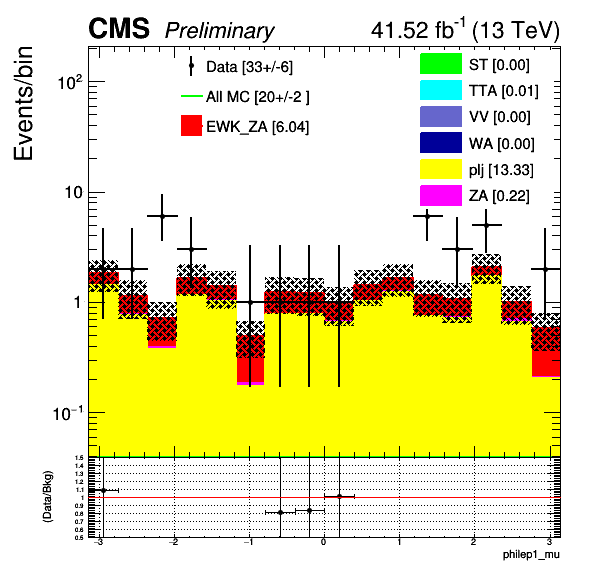 CMS Preliminary 41.52 fb-1 (13 TeV)
Events/bin
Data [33+/-6]
All MC [20+/-2 ]
EWK_ZA [6.04]
ST [0.00]
TTA [0.01]
VV [0.00]
WA [0.00]
plj [13.33]
ZA [0.22]
10²
10
1
10⁻¹
(Data/Bkg)
1.5
1.4
1.3
1.2
1.1
1
0.9
0.8
0.7
0.6
0.5
−3 −2 −1 0 1 2 3
philep1_mu